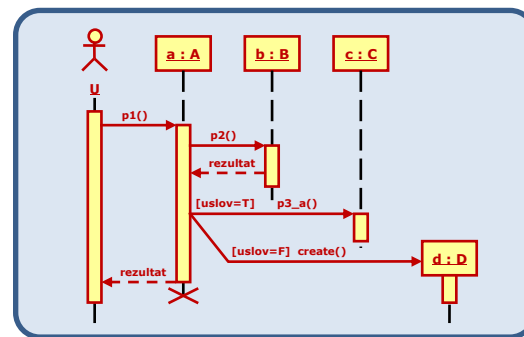 a : A
b : B
c : C
U
p1()
p2()
rezultat
[uslov=T] p3_a()
[uslov=F] create()
d : D
rezultat